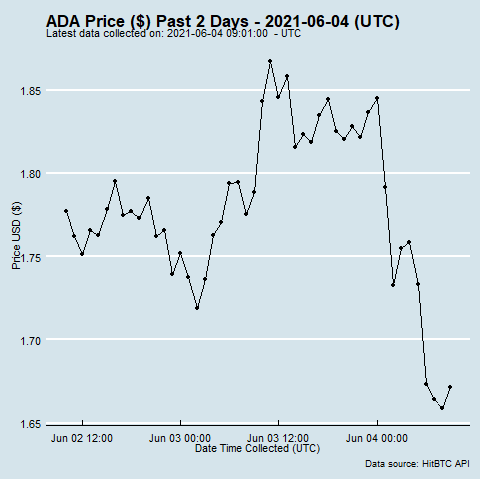 ADA Price ($) Past 2 Days - 2021-06-04 (UTC)
Latest data collected on: 2021-06-04 09:01:00  - UTC
1.85
1.80
1.75
1.70
1.65
Price USD ($)
Jun 02 12:00
Jun 03 00:00
Jun 03 12:00
Jun 04 00:00
Date Time Collected (UTC)
Data source: HitBTC API